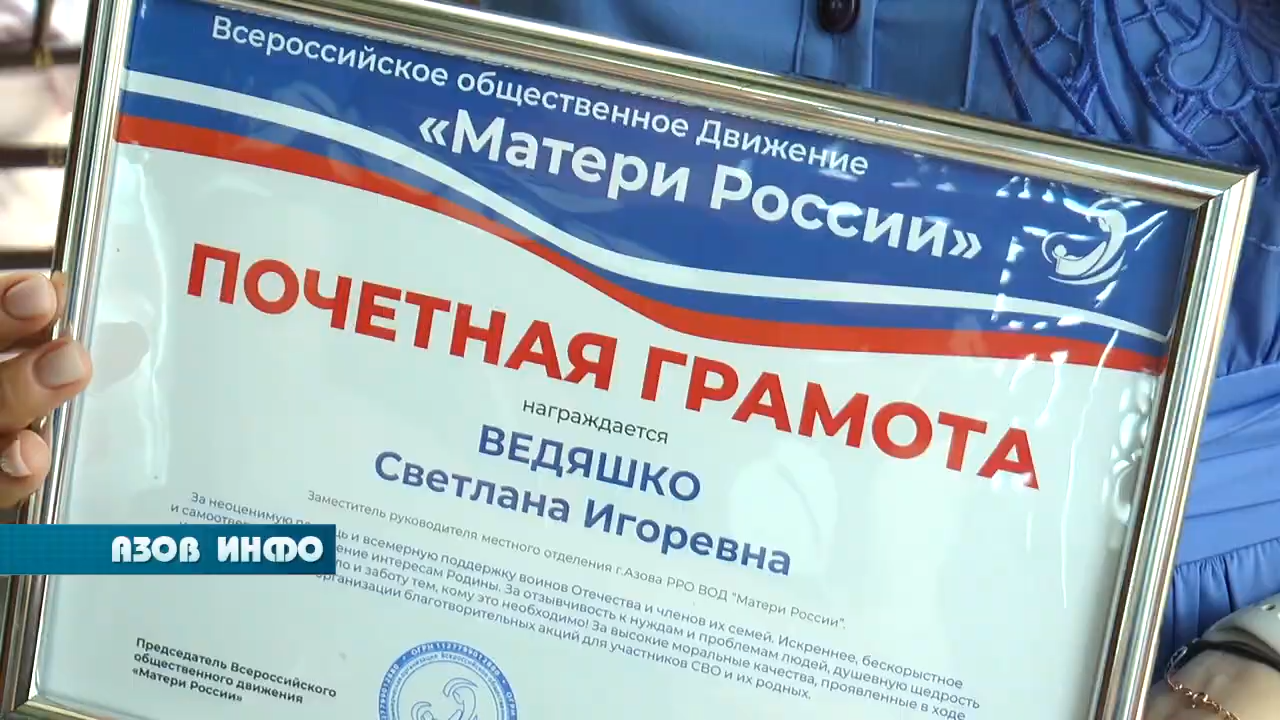 Всероссийское общественное Движение
«Матери России»
ПОЧЕТНАЯ ГРАМОТА
награждается
ВЕДЯШКО
Светлана Игоревна
Заместитель руководителя местного отделения г.Азова РРО ВОД "Матери России".
За неоценимую и всемерную поддержку воинов Отечества и членов их семей. Искреннее, бескорыстное
и интересам Родины. За отзывчивость к нуждам и проблемам людей, душевную щедрость
и заботу тем, кому это необходимо! За высокие моральные качества, проявленные в ходе
организации благотворительных акций для участников СВО и их родных.
АЗОВ ИНФО
Председатель Всероссийского
общественного движения
«Матери России»